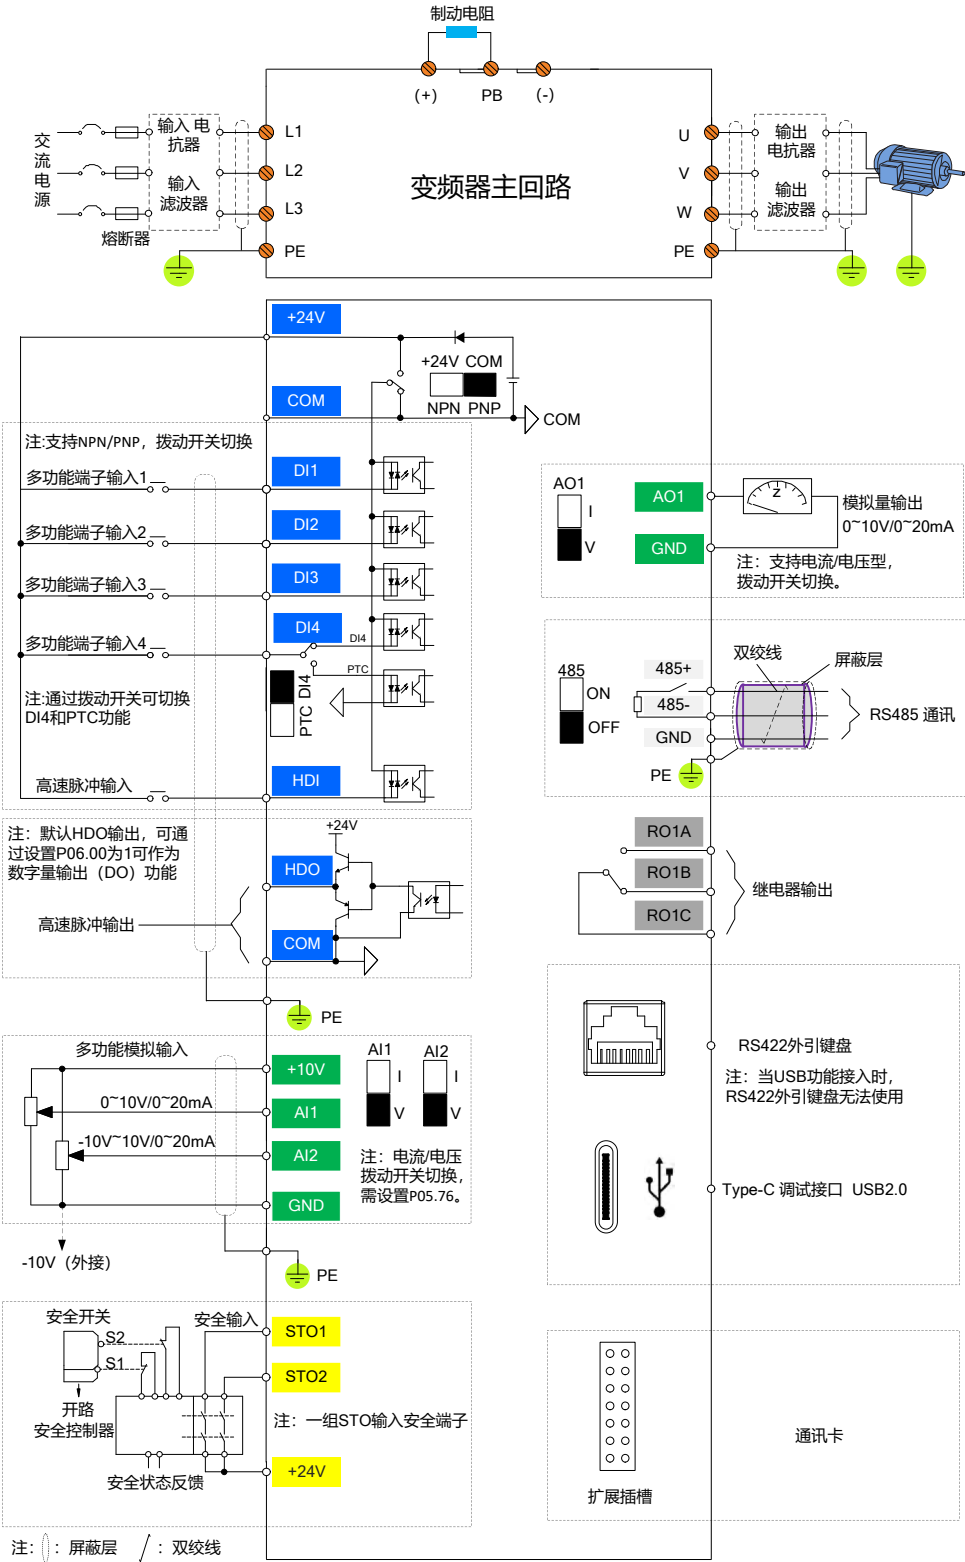 制动电阻
(+)
PB
(-)
交流电源
输入 电
抗器
输入
滤波器
熔断器
L1
L2
L3
PE
变频器主回路
U
V
W
PE
输出
电抗器
输出
滤波器
+24V
COM
+24V COM
NPN PNP
COM
注:支持NPN/PNP，拨动开关切换
多功能端子输入1
DI1
多功能端子输入2
DI2
多功能端子输入3
DI3
多功能端子输入4
DI4
DI4
PTC
PTC DI4
注:通过拨动开关可切换
DI4和PTC功能
高速脉冲输入
HDI
注：默认HDO输出，可通
过设置P06.00为1可作为
数字量输出（DO）功能
+24V
HDO
高速脉冲输出
COM
PE
多功能模拟输入
+10V
0~10V/0~20mA
AI1
-10V~10V/0~20mA
AI2
GND
AI1
I
V
AI2
I
V
注：电流/电压
拨动开关切换，
需设置P05.76。
-10V（外接）
PE
安全开关
S2
S1
开路
安全控制器
安全输入
STO1
STO2
注：一组STO输入安全端子
+24V
安全状态反馈
注：
：屏蔽层
：双绞线
AO1
I
V
AO1
GND
Z
模拟量输出
0~10V/0~20mA
注：支持电流/电压型，
拨动开关切换。
485
ON
OFF
485+
485-
GND
PE
双绞线
屏蔽层
RS485 通讯
RO1A
RO1B
RO1C
继电器输出
RS422外引键盘
注：当USB功能接入时，
RS422外引键盘无法使用
Type-C 调试接口 USB2.0
扩展插槽
通讯卡